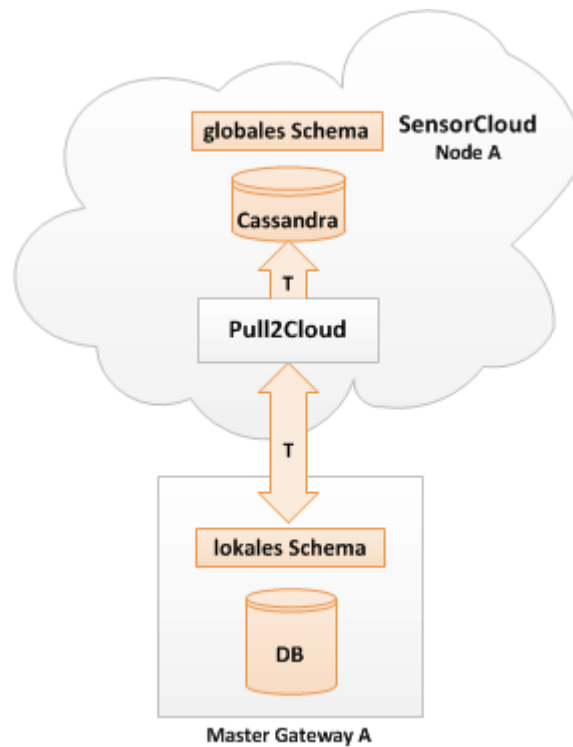 globales Schema
SensorCloud
Node A
Cassandra
T
Pull2Cloud
T
lokales Schema
DB
Master Gateway A